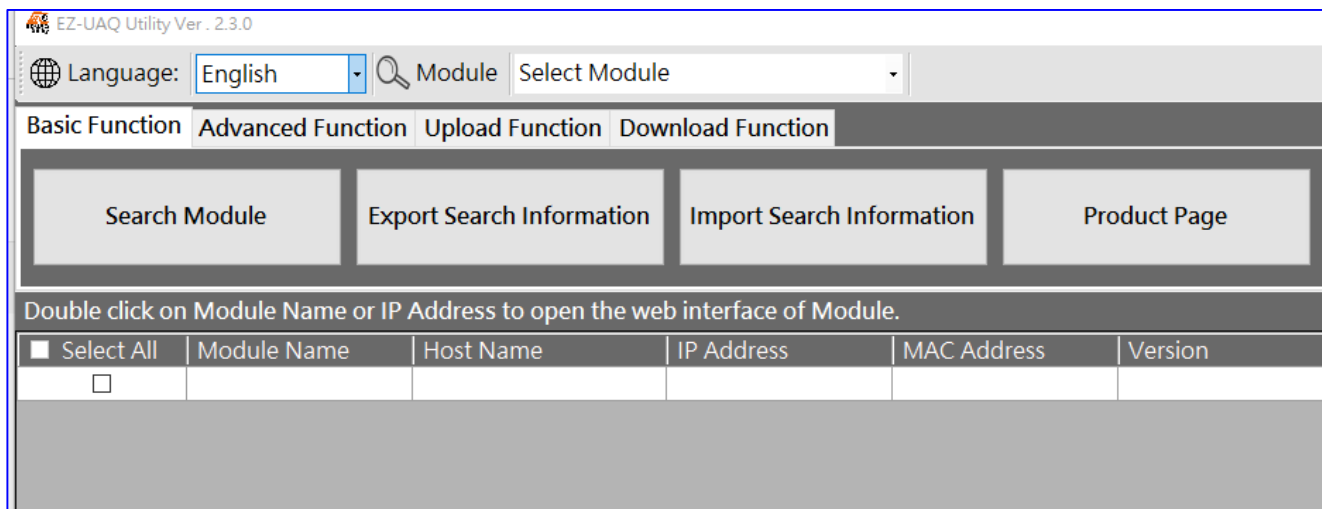 EZ-UAQ Utility Ver . 2.3.0
Language: English Module Select Module
Basic Function Advanced Function Upload Function Download Function
Search Module Export Search Information Import Search Information Product Page
Double click on Module Name or IP Address to open the web interface of Module.
Select All Module Name Host Name IP Address MAC Address Version